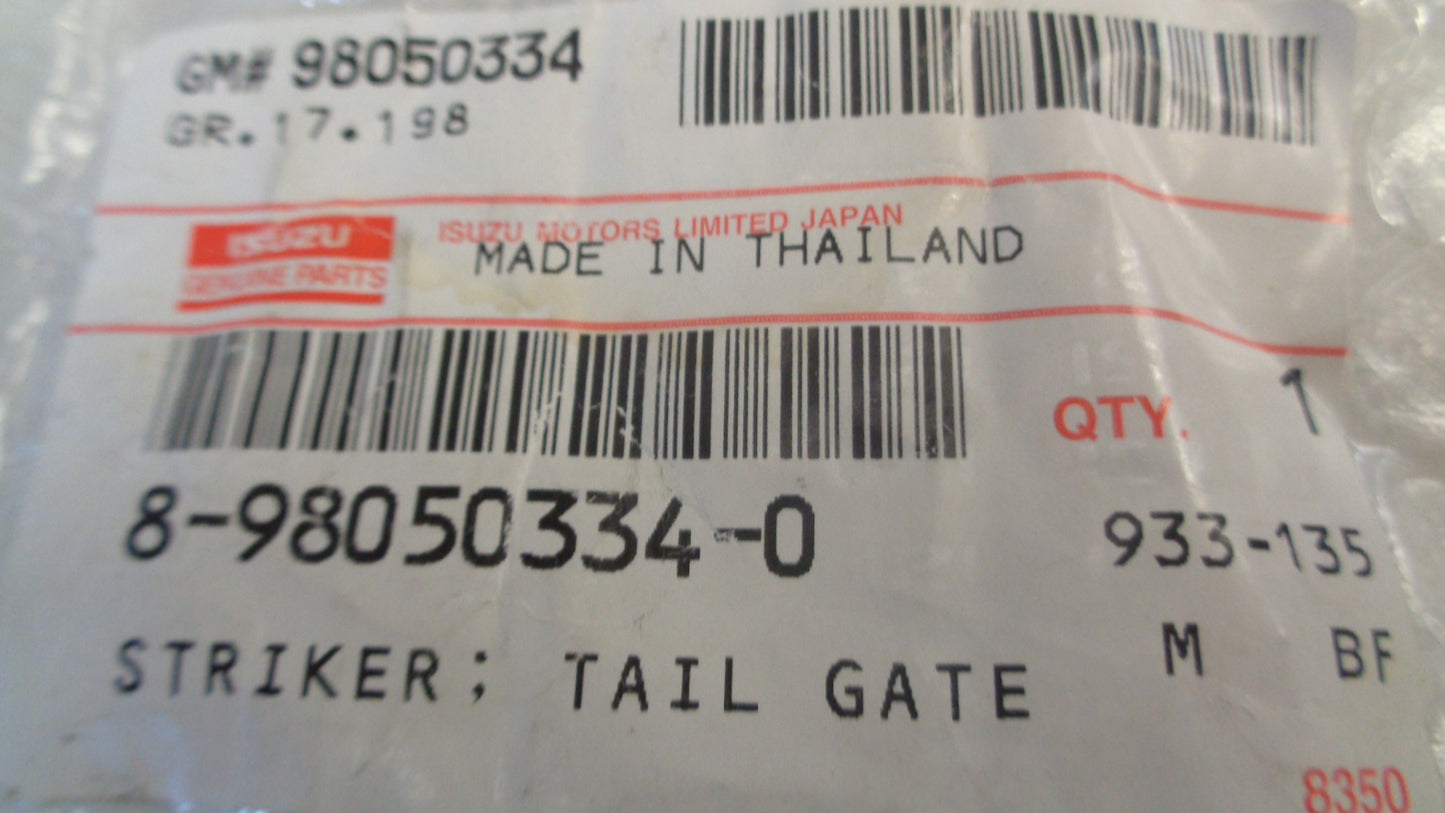 GM# 98050334
GR.17.198
ISUZU
GENUINE PARTS
ISUZU MOTORS LIMITED JAPAN
MADE IN THAILAND
QTY. 1
8-98050334-0
933-135
STRIKER; TAIL GATE
M BF
8350